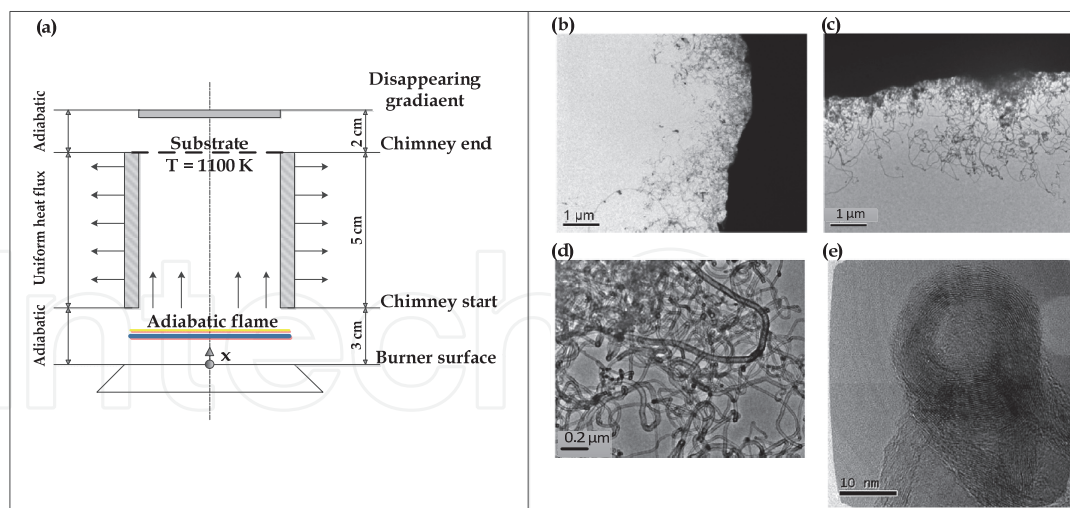 (a)
Disappearing
gradiaent
Adiabatic
2 cm
Substrate
Chimney end
T = 1100 K
Uniform heat flux
5 cm
Chimney start
Adiabatic flame
Adiabatic
3 cm
x
Burner surface
(b)
1 µm
(c)
1 µm
(d)
0.2 µm
(e)
10 nm